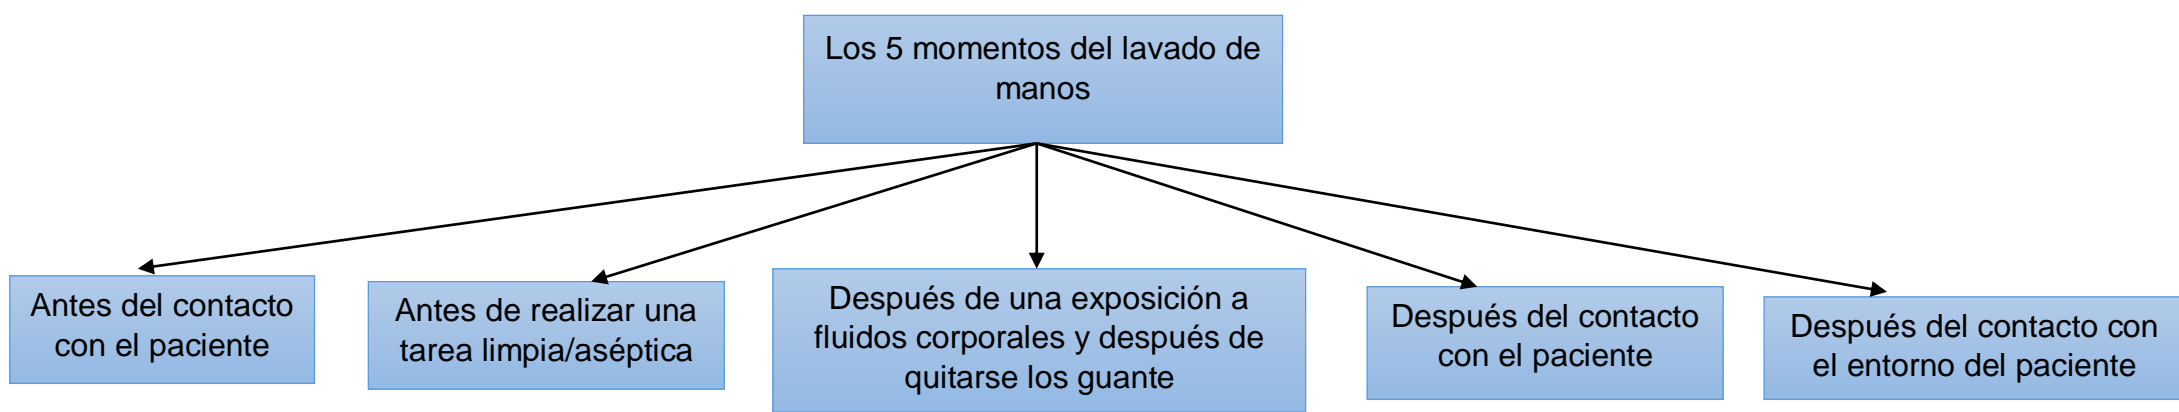 Los 5 momentos del lavado de
manos
Antes del contacto
con el paciente
Antes de realizar una
tarea limpia/aséptica
Después de una exposición a
fluidos corporales y después de
quitarse los guante
Después del contacto
con el paciente
Después del contacto con
el entorno del paciente